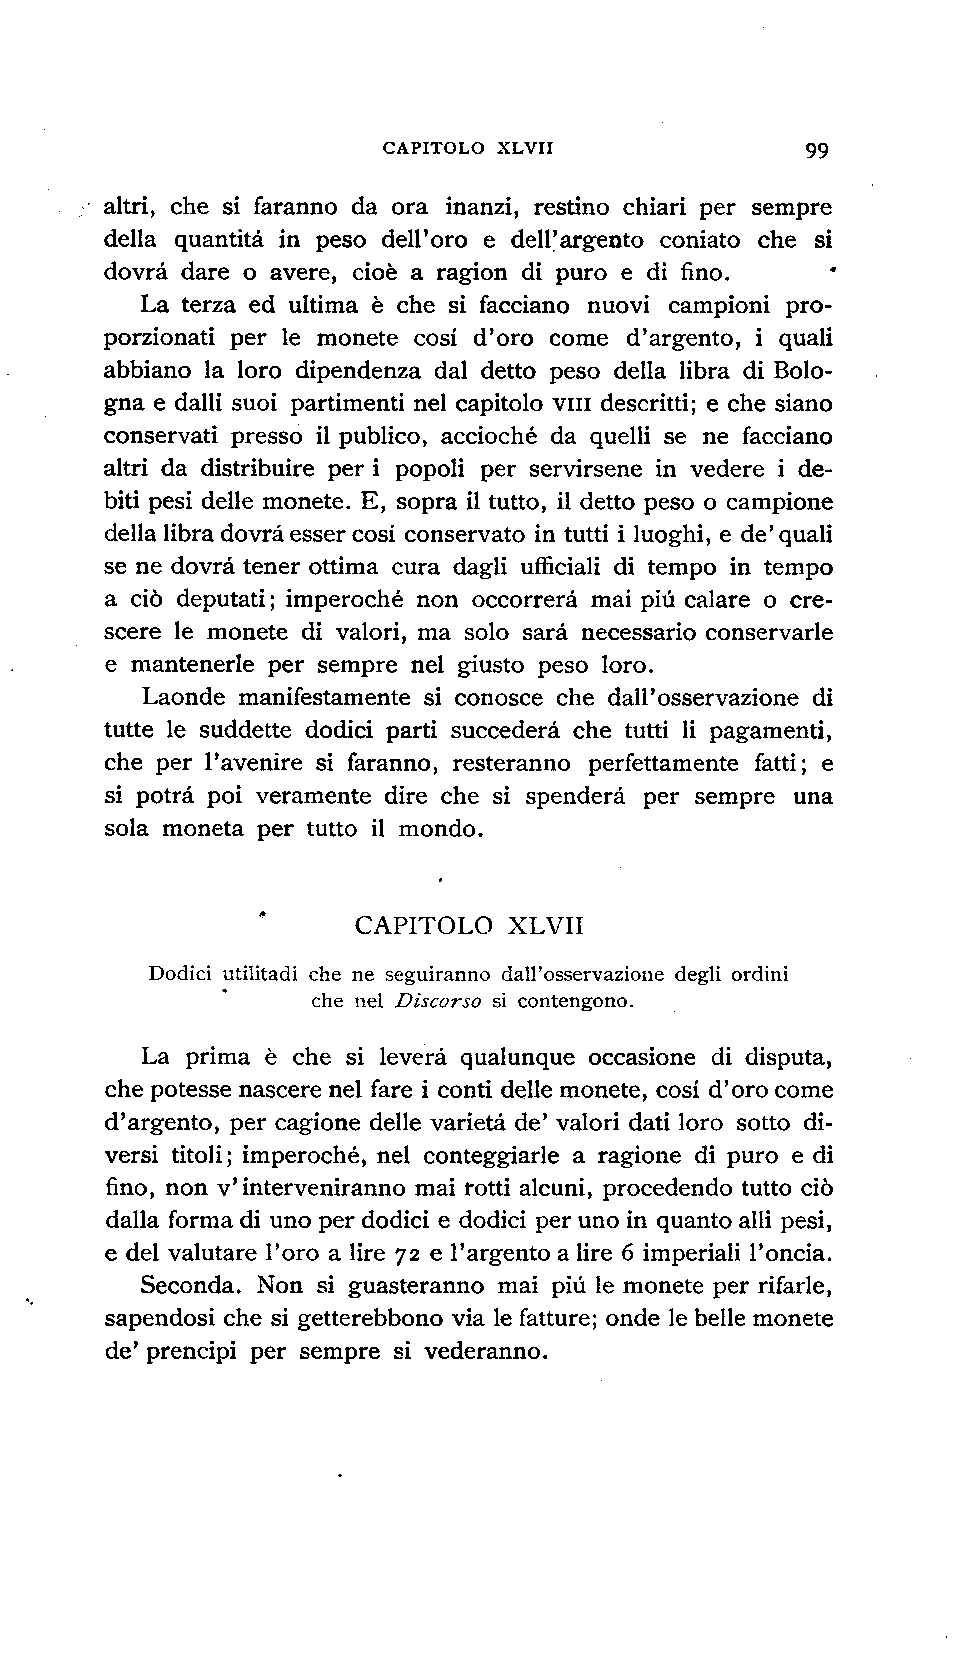 CAPITOLO XLVII 99
altri, che si faranno da ora inanzi, restino chiari per sempre
della quantitá in peso dell'oro e dell'argento coniato che si
dovrá dare o avere, cioè a ragion di puro e di fino.
La terza ed ultima è che si facciano nuovi campioni pro-
porzionati per le monete cosí d'oro come d'argento, i quali
abbiano la loro dipendenza dal detto peso della libra di Bolo-
gna e dalli suoi partimenti nel capitolo VIII descritti; e che siano
conservati presso il publico, accioché da quelli se ne facciano
altri da distribuire per i popoli per servirsene in vedere i de-
biti pesi delle monete. E, sopra il tutto, il detto peso o campione
della libra dovrá esser cosi conservato in tutti i luoghi, e de' quali
se ne dovrá tener ottima cura dagli ufficiali di tempo in tempo
a ciò deputati; imperoché non occorrerá mai piú calare o cre-
scere le monete di valori, ma solo sará necessario conservarle
e mantenerle per sempre nel giusto peso loro.
Laonde manifestamente si conosce che dall'osservazione di
tutte le suddette dodici parti succederá che tutti li pagamenti,
che per l'avenire si faranno, resteranno perfettamente fatti; e
si potrá poi veramente dire che si spenderá per sempre una
sola moneta per tutto il mondo.
CAPITOLO XLVII
Dodici utilitadi che ne seguiranno dall'osservazione degli ordini
che nel Discorso si contengono.
La prima è che si leverá qualunque occasione di disputa,
che potesse nascere nel fare i conti delle monete, cosí d'oro come
d'argento, per cagione delle varietá de' valori dati loro sotto di-
versi titoli; imperoché, nel conteggiarle a ragione di puro e di
fino, non v'interveniranno mai rotti alcuni, procedendo tutto ciò
dalla forma di uno per dodici e dodici per uno in quanto alli pesi,
e del valutare l'oro a lire 72 e l'argento a lire 6 imperiali l'oncia.
Seconda. Non si guasteranno mai piú le monete per rifarle,
sapendosi che si getterebbono via le fatture; onde le belle monete
de' prencipi per sempre si vederanno.